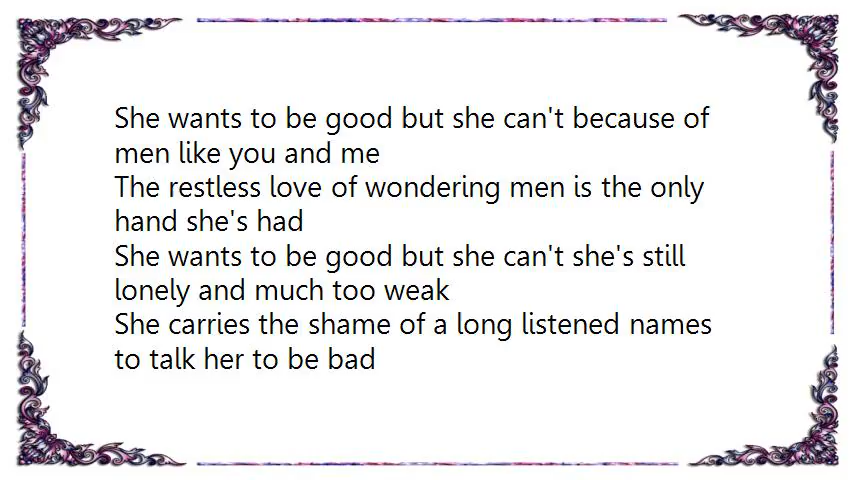 She wants to be good but she can't because of
men like you and me
The restless love of wondering men is the only
hand she's had
She wants to be good but she can't she's still
lonely and much too weak
She carries the shame of a long listened names
to talk her to be bad